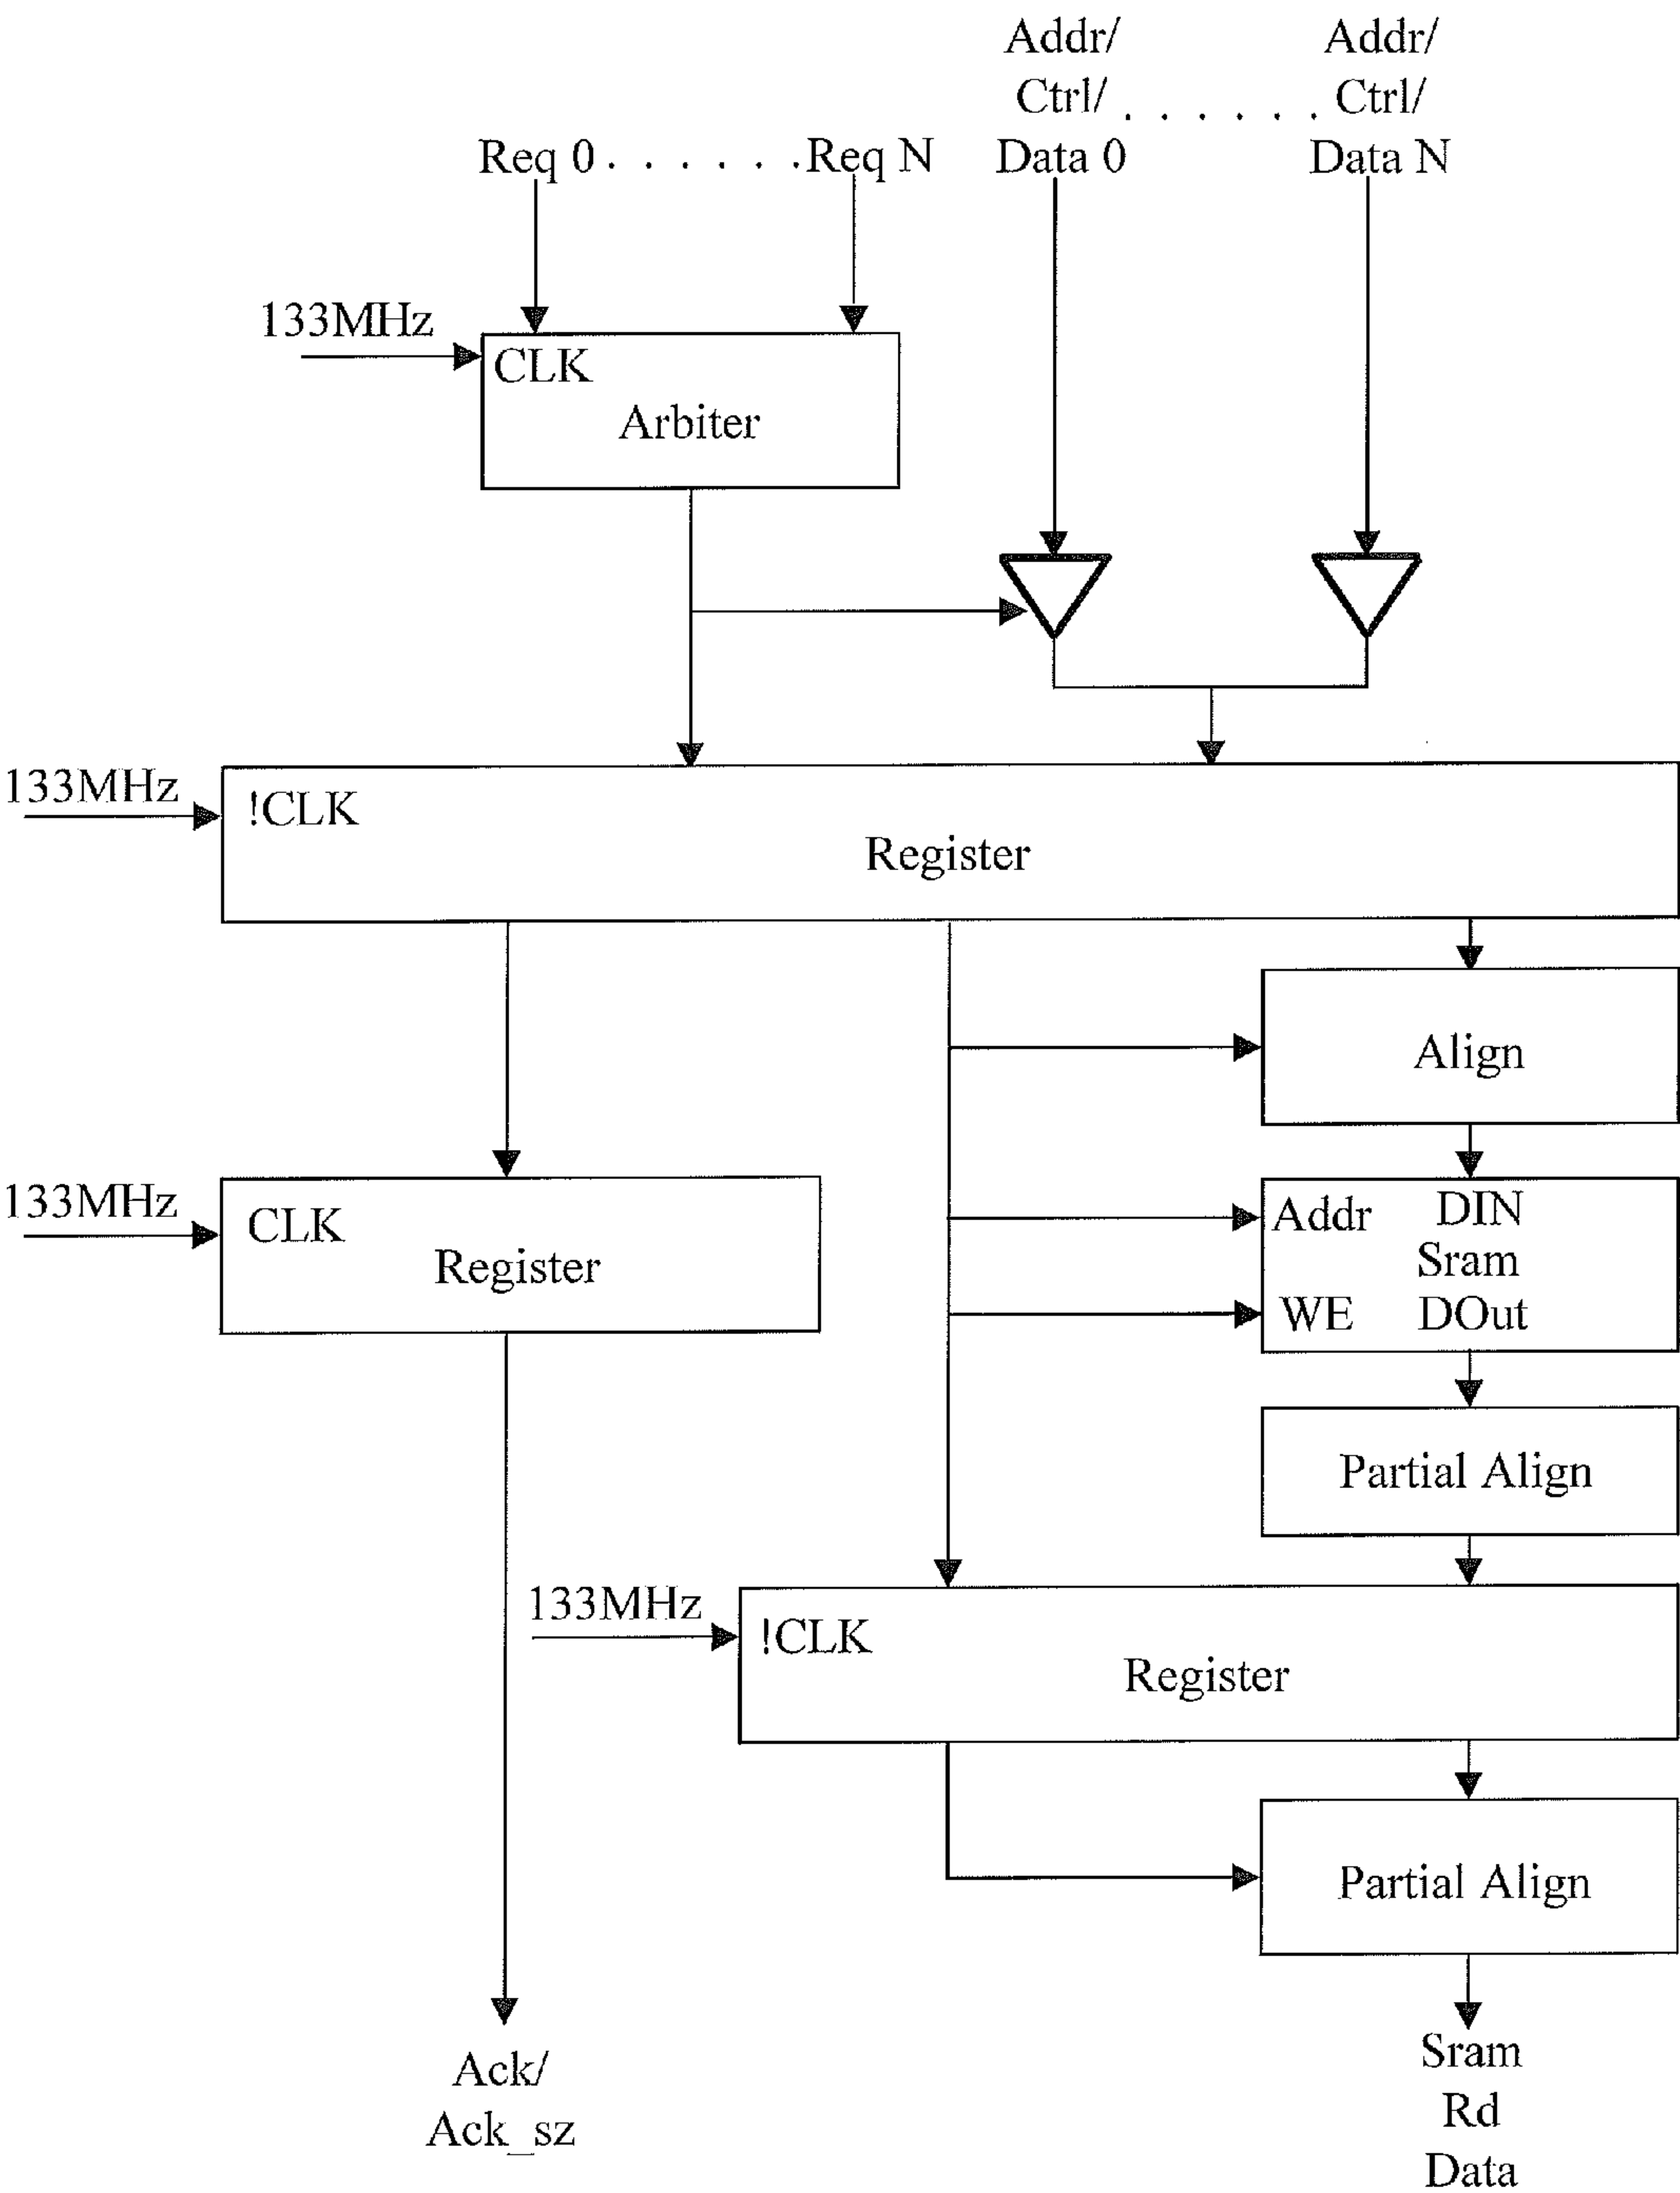 Addr/
Ctrl/
Data 0
. . . . . .
Addr/
Ctrl/
Data N
Req 0 . . . . . . Req N
133MHz
CLK
Arbiter
133MHz
!CLK
Register
Align
133MHz
CLK
Register
Addr DIN
Sram
WE DOut
Partial Align
133MHz
!CLK
Register
Partial Align
Ack/
Ack_sz
Sram
Rd
Data